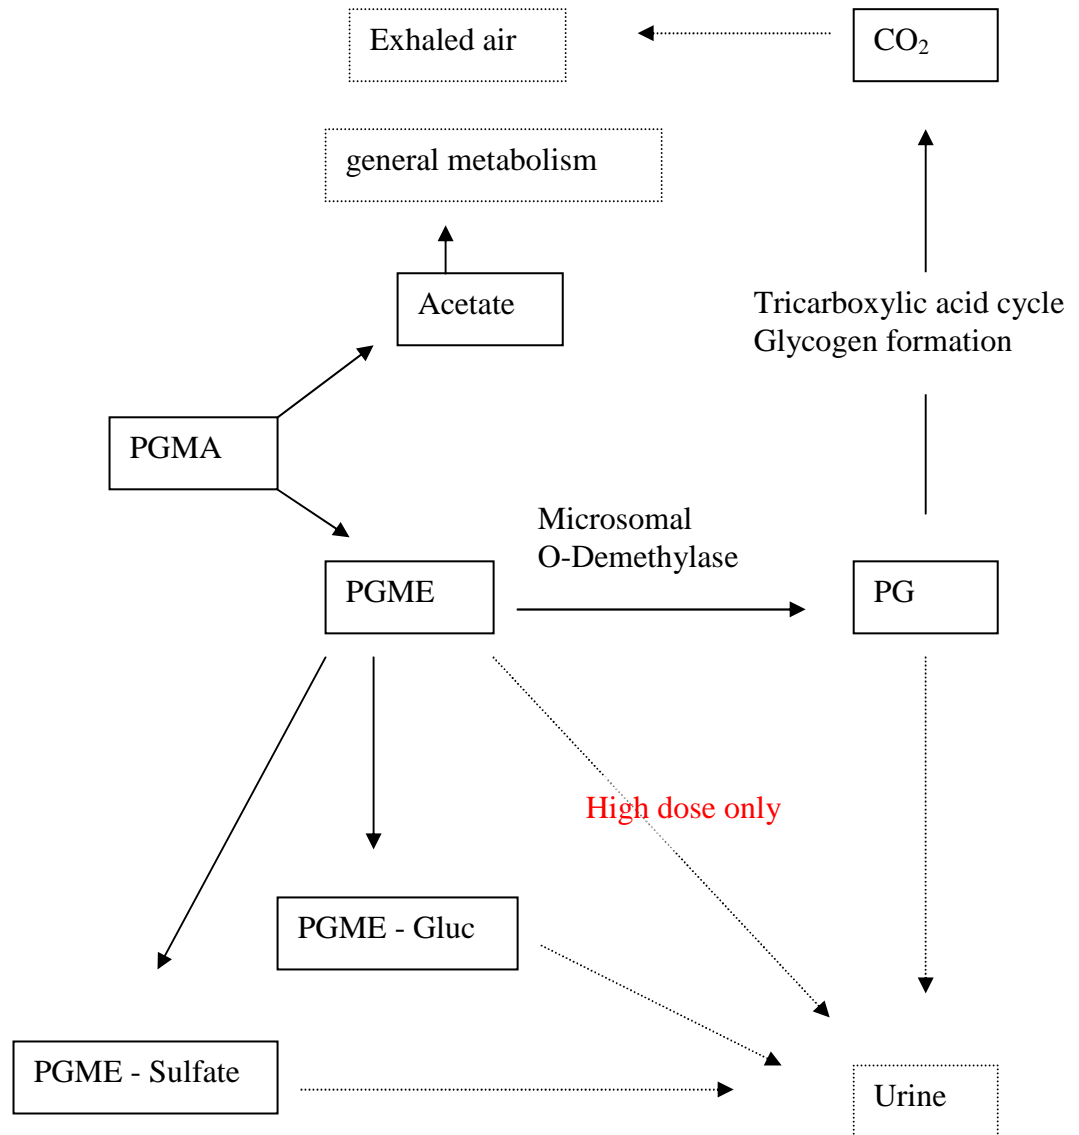 Exhaled air
CO₂
general metabolism
Acetate
Tricarboxylic acid cycle
Glycogen formation
PGMA
Microsomal
O-Demethylase
PGME
PG
High dose only
PGME - Gluc
PGME - Sulfate
Urine